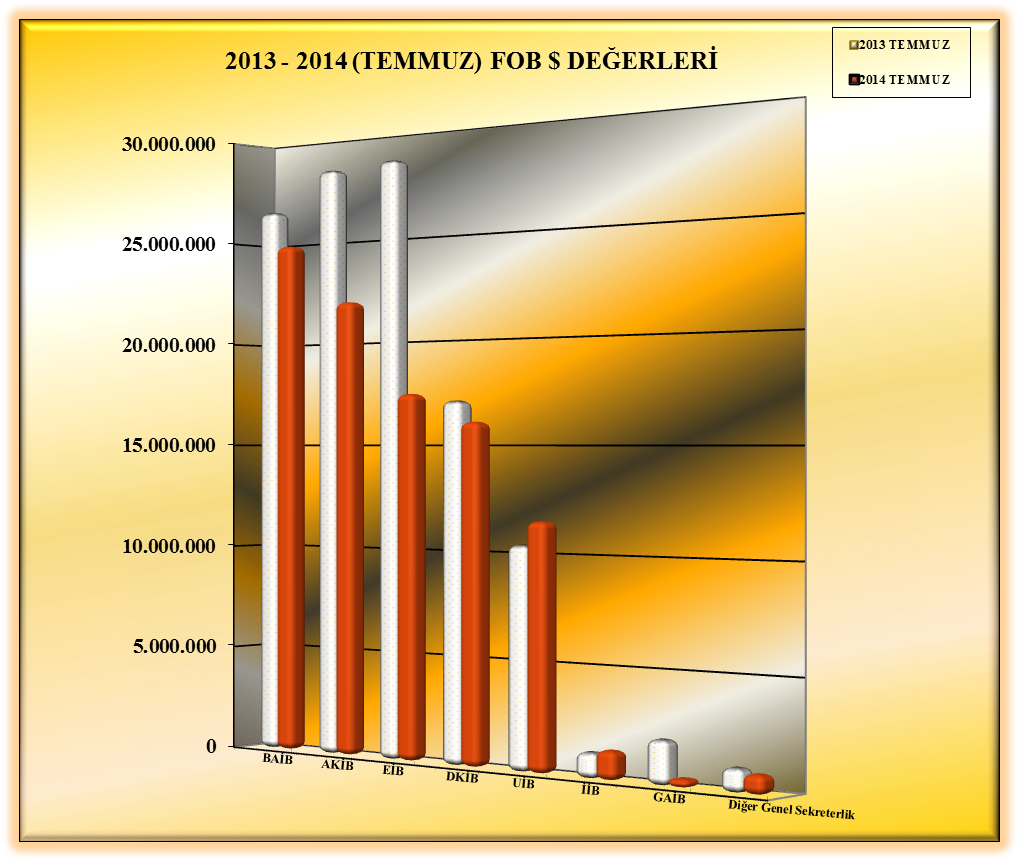 2013 - 2014 (TEMMUZ) FOB $ DEĞERLERİ
2013 TEMMUZ
2014 TEMMUZ
30.000.000
25.000.000
20.000.000
15.000.000
10.000.000
5.000.000
0
BAİB
AKİB
EİB
DKİB
UİB
İİB
GAİB
Diğer Genel Sekreterlik